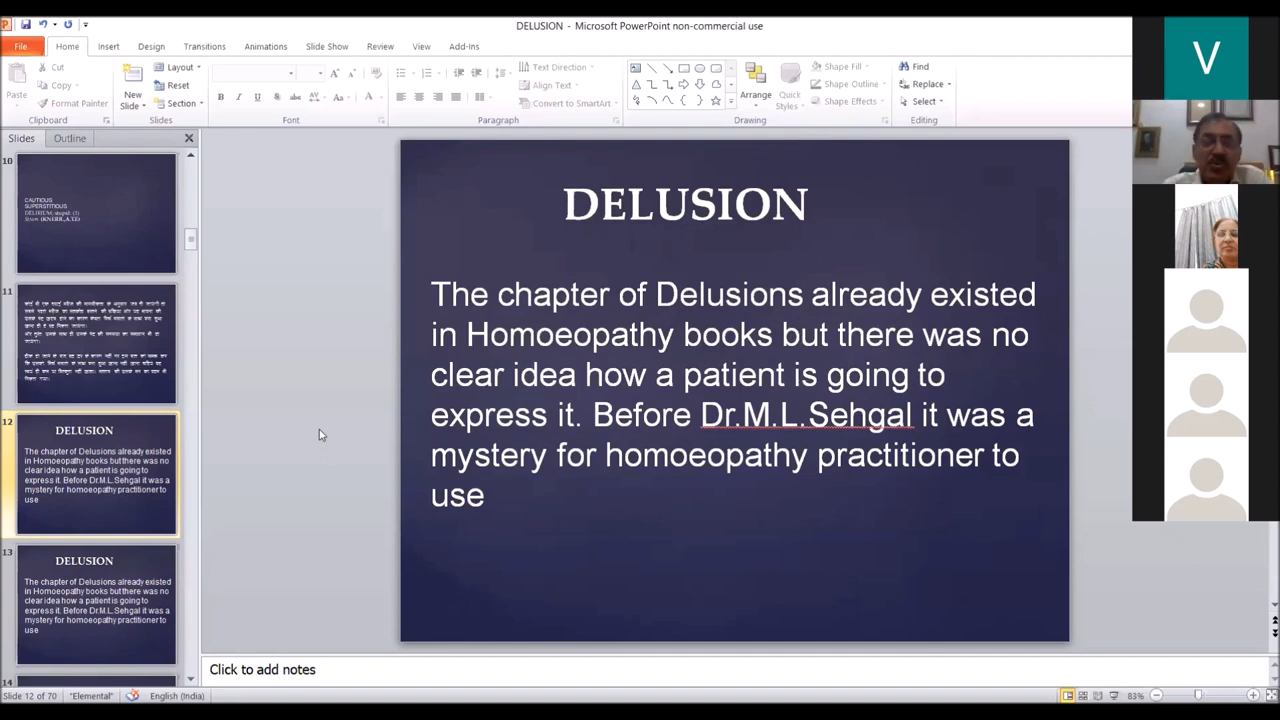 DELUSION - Microsoft PowerPoint non-commercial use
File Home Insert Design Transitions Animations Slide Show Review View Add-Ins
Paste
Cut
Copy
Format Painter
Clipboard
New
Slide
Layout
Reset
Section
Slides
Font
Text Direction
Align Text
Convert to SmartArt
Paragraph
Arrange
Quick
Styles
Shape Fill
Shape Outline
Shape Effects
Drawing
Find
Replace
Select
Editing
V
Slides Outline
10
CAUTIOUS
SUPERSTITIOUS
DELIRIUM, stupid: (1)
11
12
DELUSION
The chapter of Delusions already existed
in Homoeopathy books but there was no
clear idea how a patient is going to
express it. Before Dr.M.L.Sehgal it was a
mystery for homoeopathy practitioner to
use
13
DELUSION
The chapter of Delusions already existed
in Homoeopathy books but there was no
clear idea how a patient is going to
express it. Before Dr.M.L.Sehgal it was a
mystery for homoeopathy practitioner to
use
14
DELUSION
The chapter of Delusions already existed
in Homoeopathy books but there was no
clear idea how a patient is going to
express it. Before Dr.M.L.Sehgal it was a
mystery for homoeopathy practitioner to
use
Click to add notes
Slide 12 of 70 "Elemental" English (India) 83%